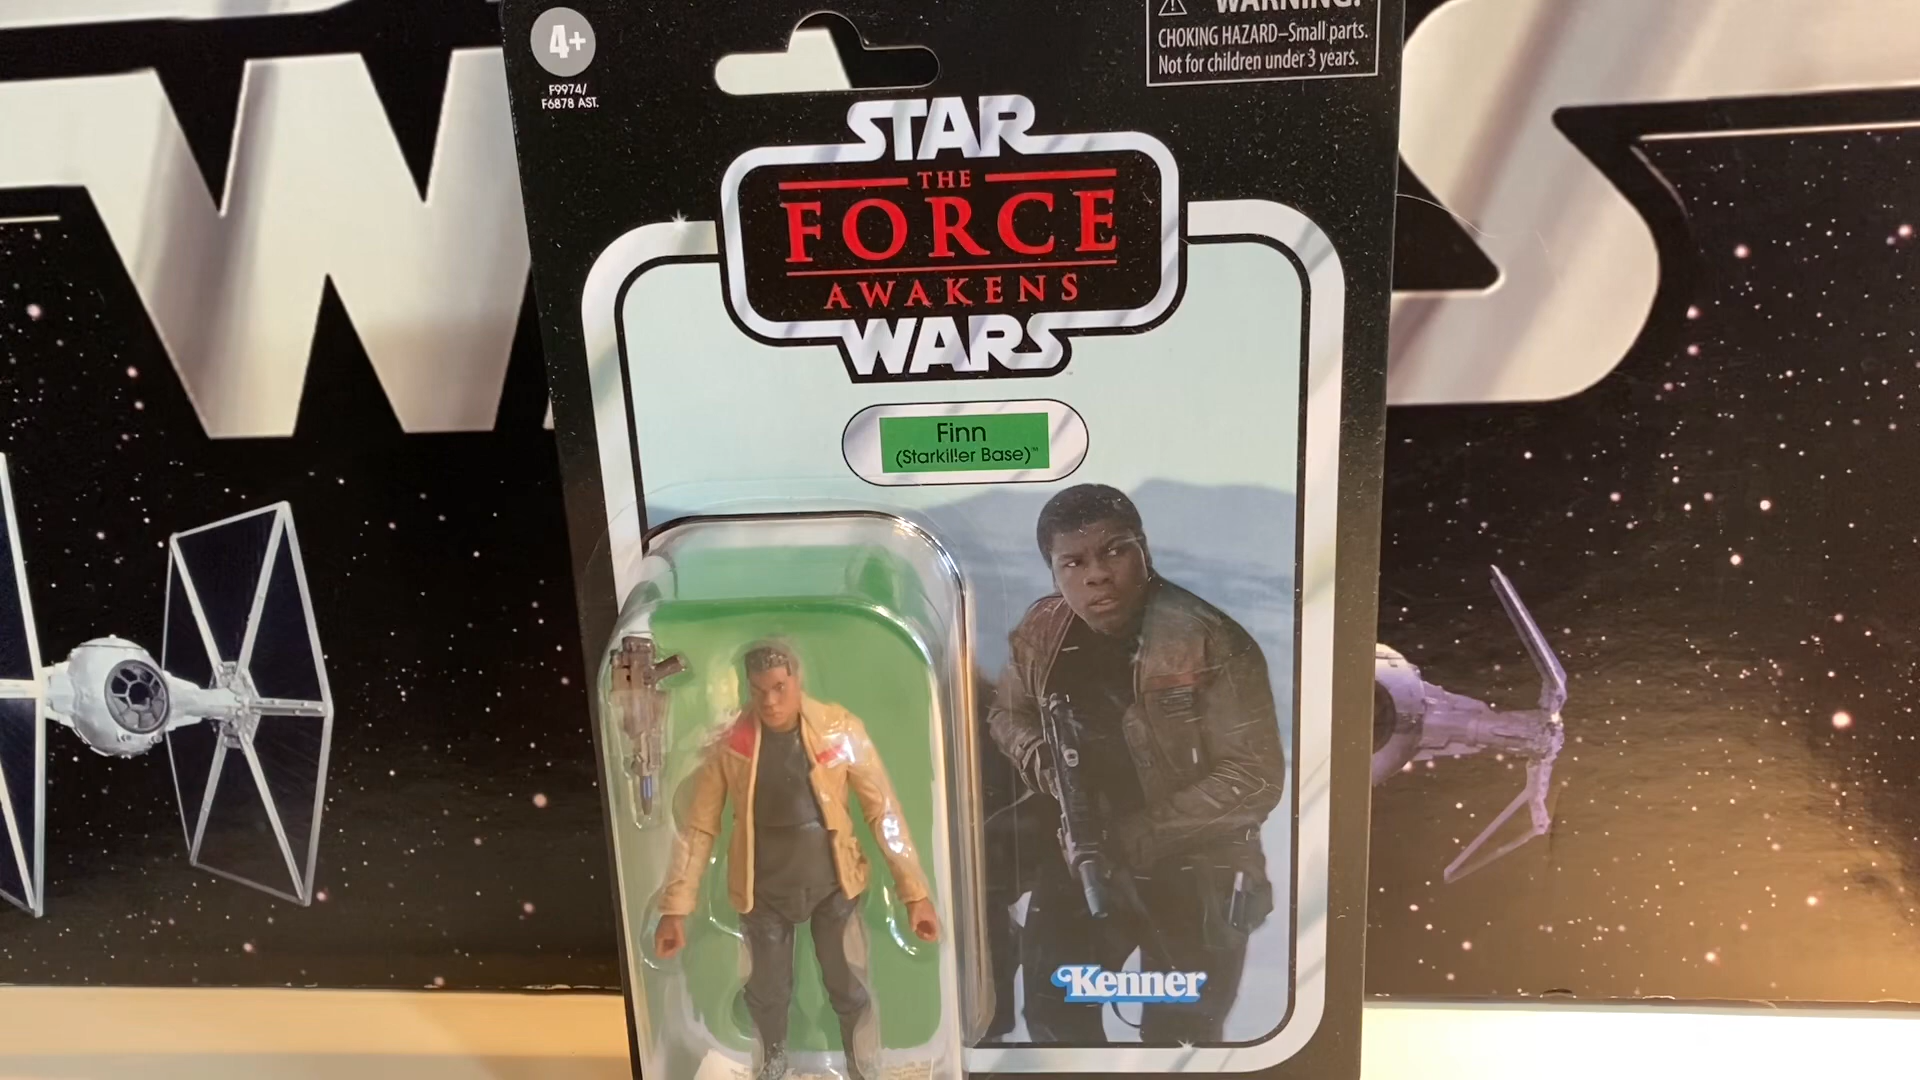 4+
F9974/
F6878 AST.
WARNING:
CHOKING HAZARD–Small parts.
Not for children under 3 years.
STAR
THE
FORCE
AWAKENS
WARS
Finn
(Starkiller Base)™
Kenner